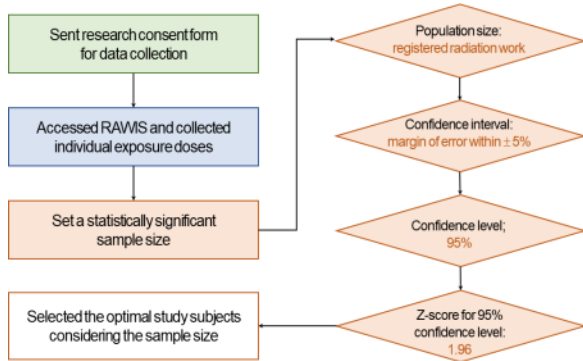 Sent research consent form
for data collection
Accessed RAWIS and collected
individual exposure doses
Set a statistically significant
sample size
Population size:
registered radiation work
Confidence interval:
margin of error within ±5%
Confidence level;
95%
Z-score for 95%
confidence level:
1.96
Selected the optimal study subjects
considering the sample size